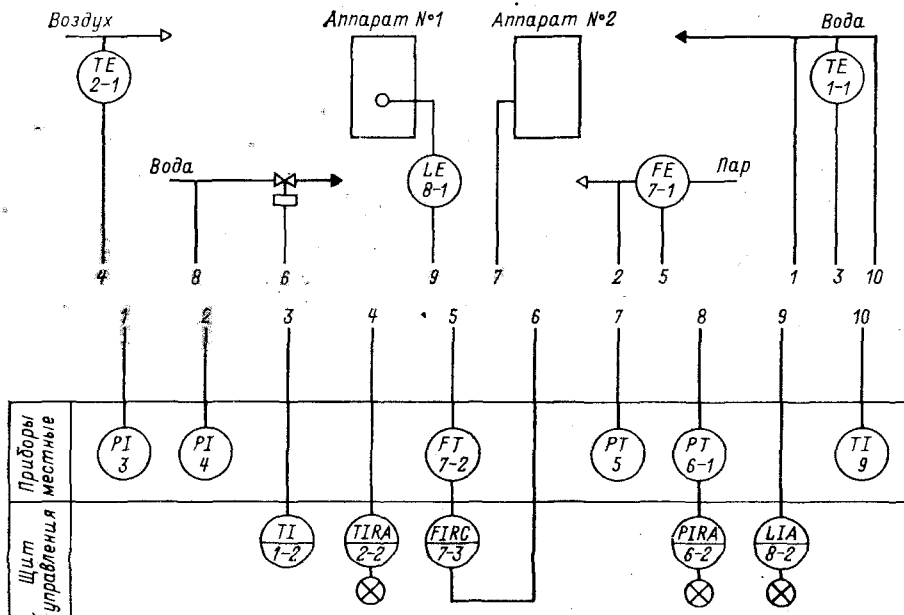 Воздух
Аппарат №1
Аппарат №2
Вода
TE
2-1
TE
1-1
Вода
LE
8-1
FE
7-1
Пар
4 8 6 9 7 2 5 1 3 10
1 2 3 4 5 6 7 8 9 10
Приборы
местные
PI
3
PI
4
FT
7-2
PT
5
PT
6-1
TI
9
Щит
управления
TI
1-2
TIRA
2-2
FIRC
7-3
PIRA
6-2
LIA
8-2